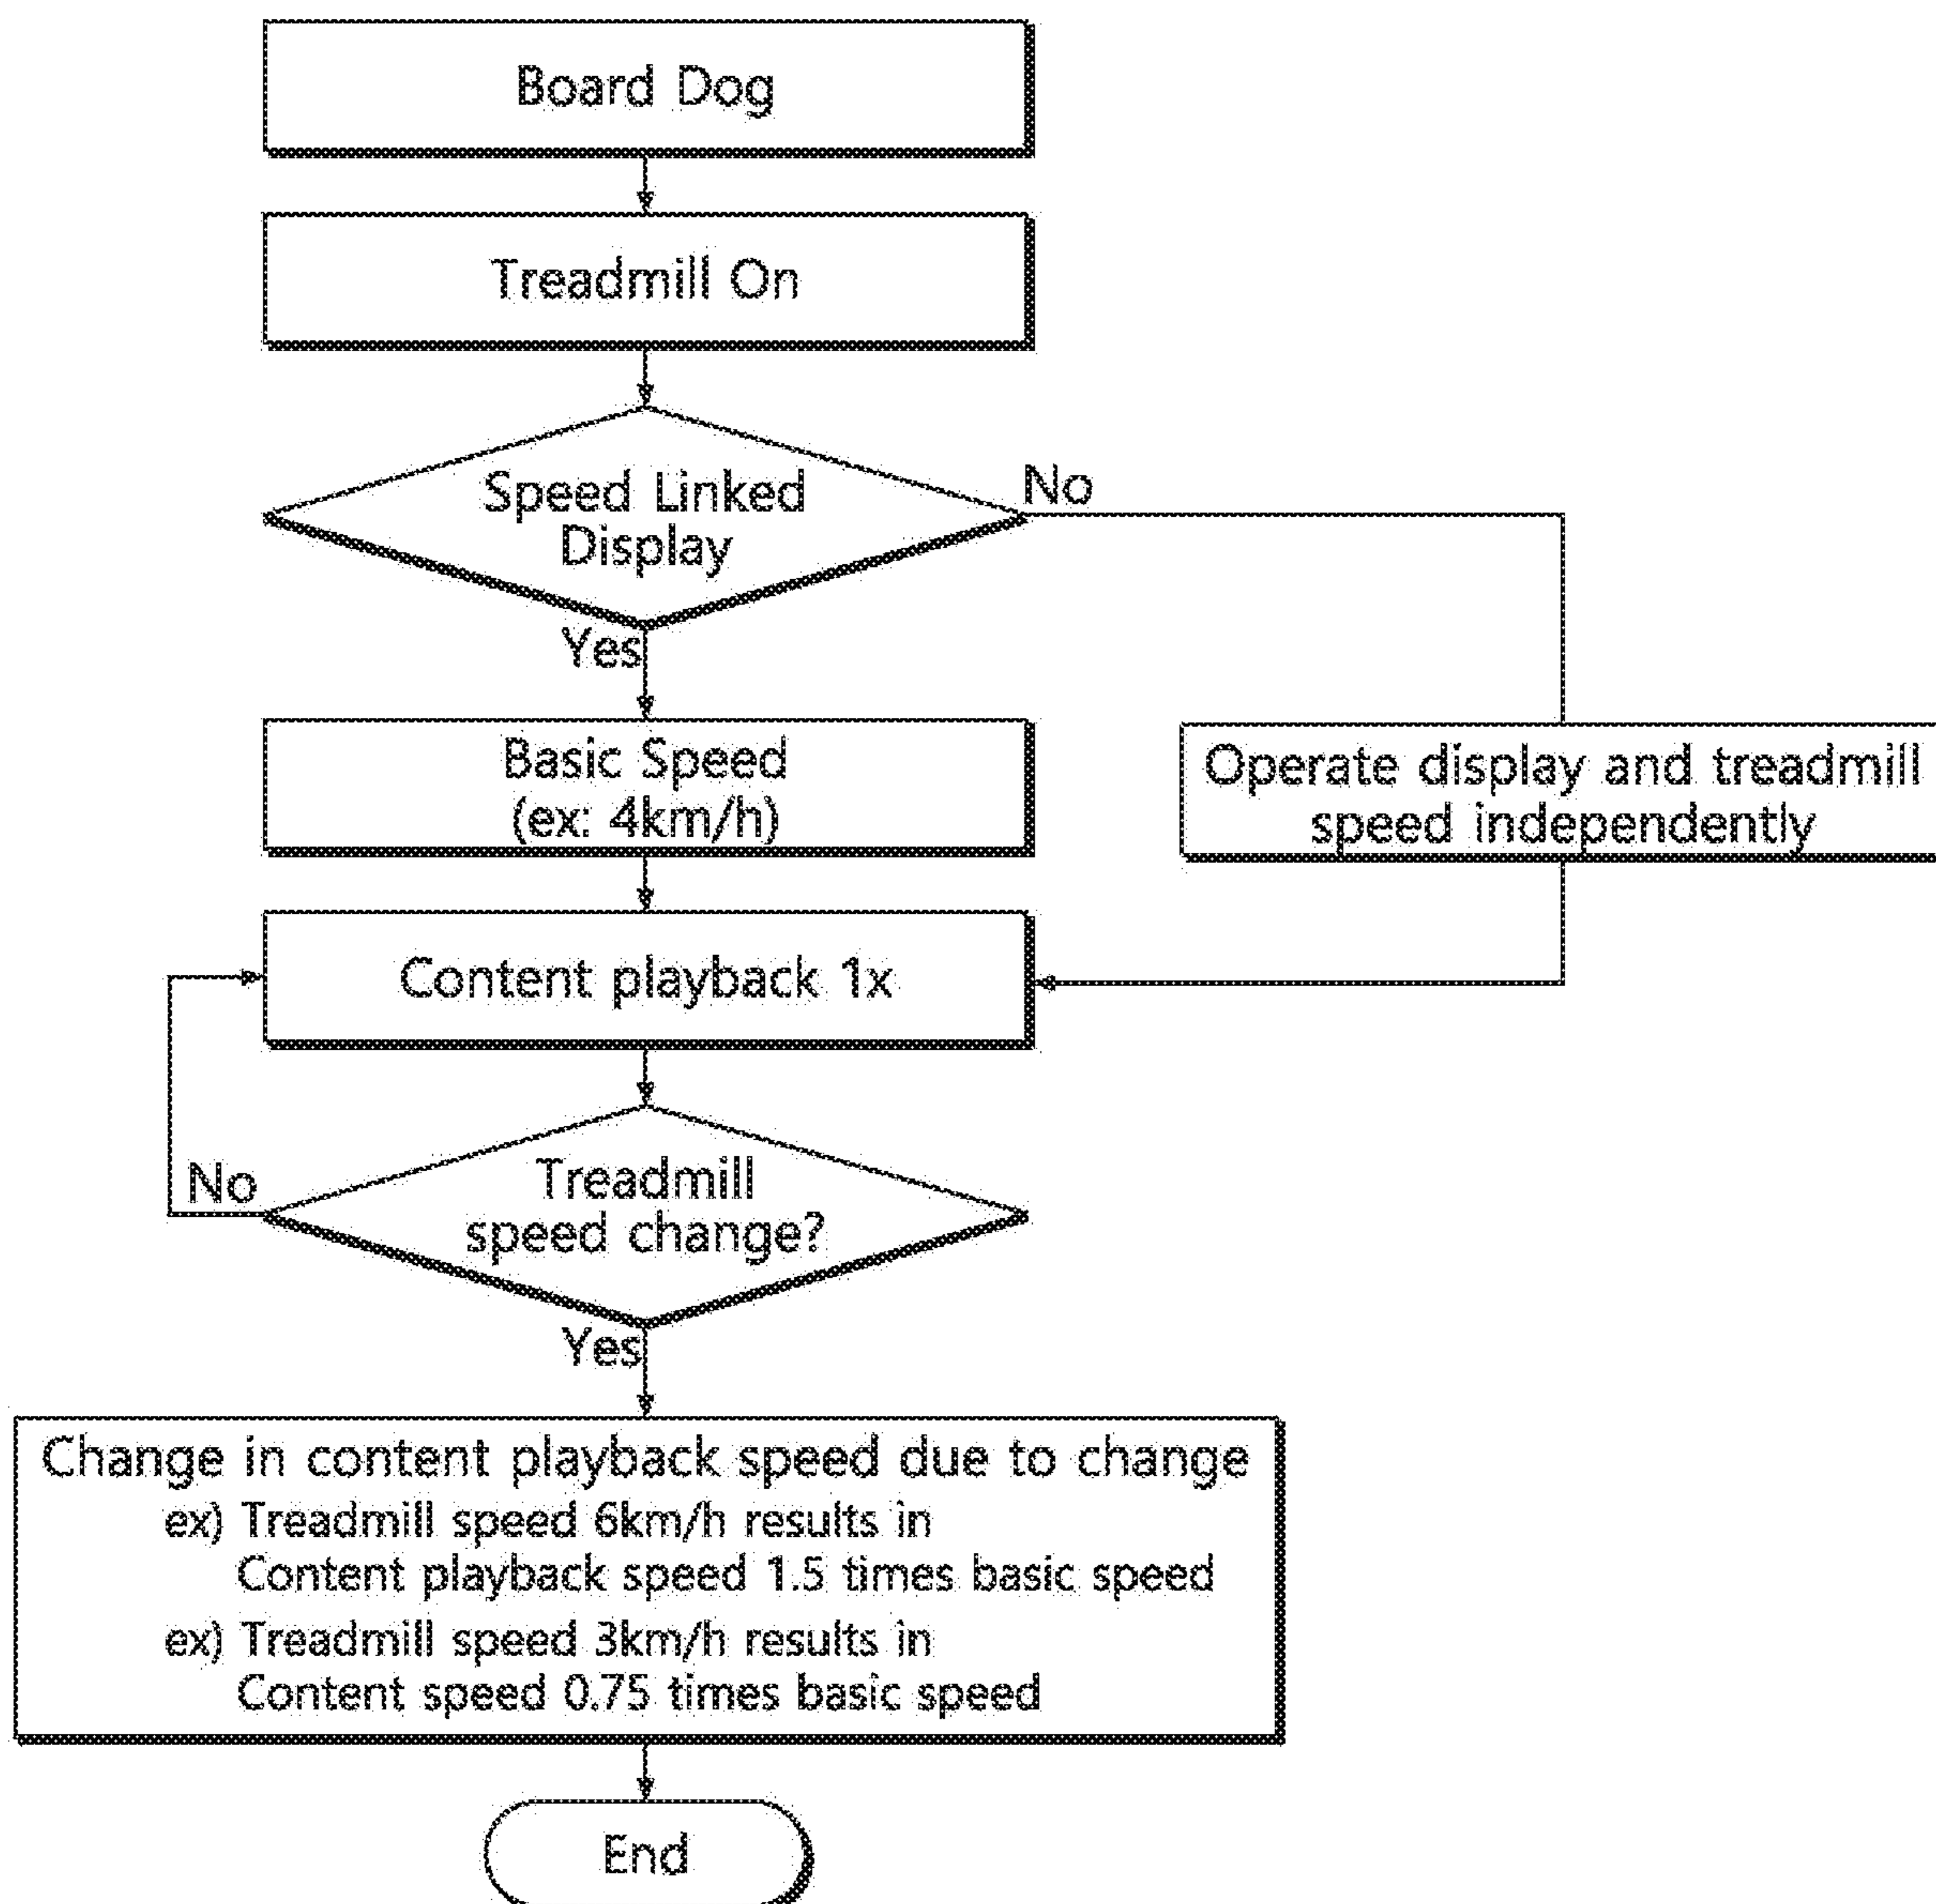 Board Dog
Treadmill On
Speed Linked
Display
No
Yes
Basic Speed
(ex: 4km/h)
Operate display and treadmill
speed independently
Content playback 1x
Treadmill
speed change?
No
Yes
Change in content playback speed due to change
ex) Treadmill speed 6km/h results in
Content playback speed 1.5 times basic speed
ex) Treadmill speed 3km/h results in
Content speed 0.75 times basic speed
End